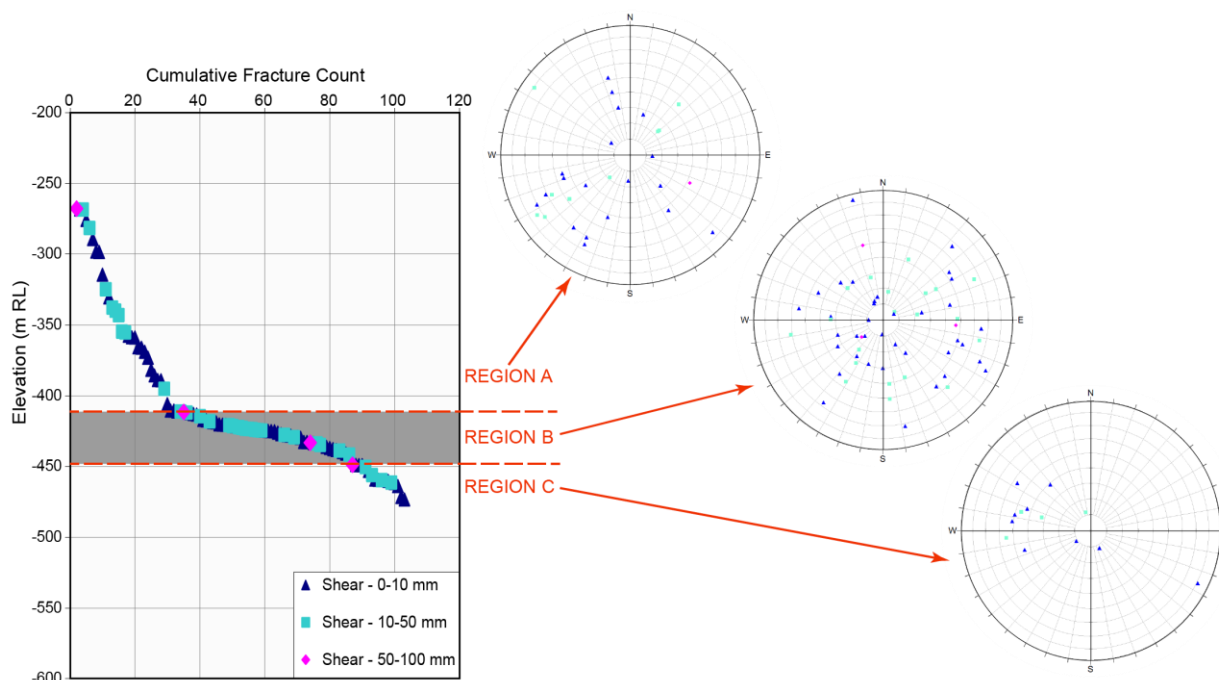 Cumulative Fracture Count
0 20 40 60 80 100 120
Elevation (m RL)
-200
-250
-300
-350
-400
-450
-500
-550
-600
Shear - 0-10 mm
Shear - 10-50 mm
Shear - 50-100 mm
REGION A
REGION B
REGION C
N
W E
S
N
W E
S
N
W
S